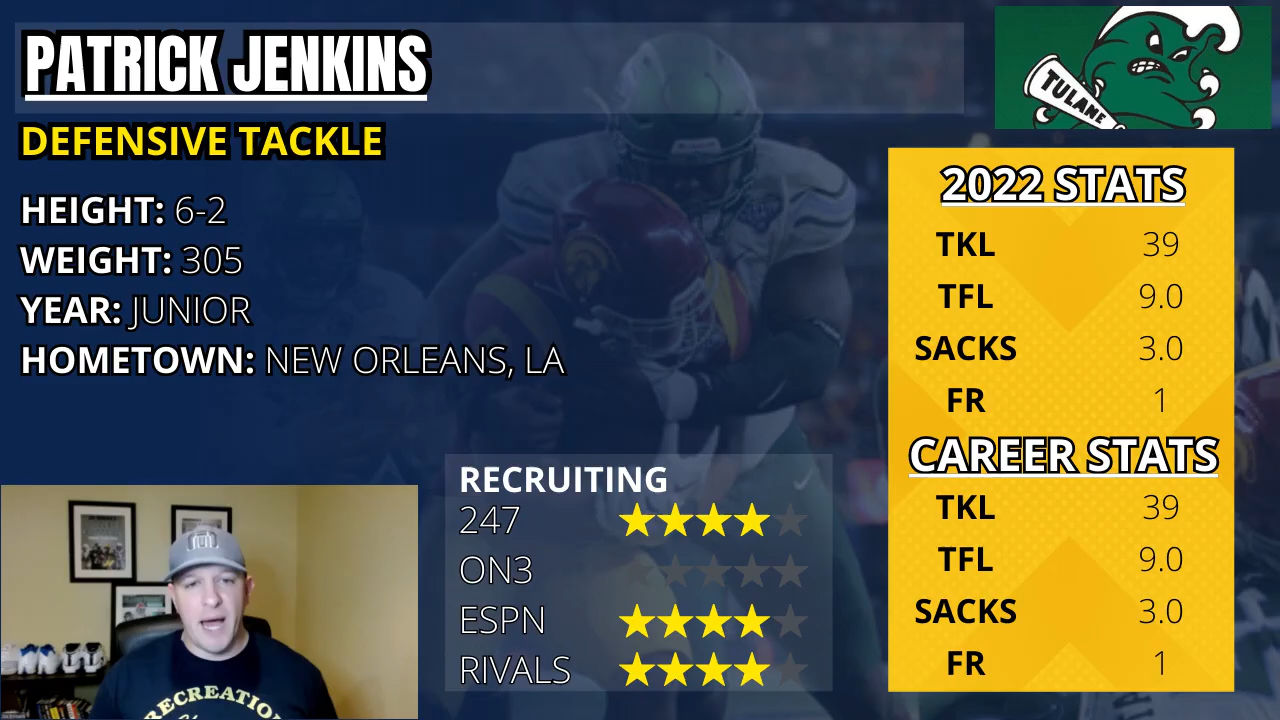 PATRICK JENKINS
DEFENSIVE TACKLE
HEIGHT: 6-2
WEIGHT: 305
YEAR: JUNIOR
HOMETOWN: NEW ORLEANS, LA
TULANE
2022 STATS
TKL 39
TFL 9.0
SACKS 3.0
FR 1
CAREER STATS
TKL 39
TFL 9.0
SACKS 3.0
FR 1
RECRUITING
247
ON3
ESPN
RIVALS
RECREATION